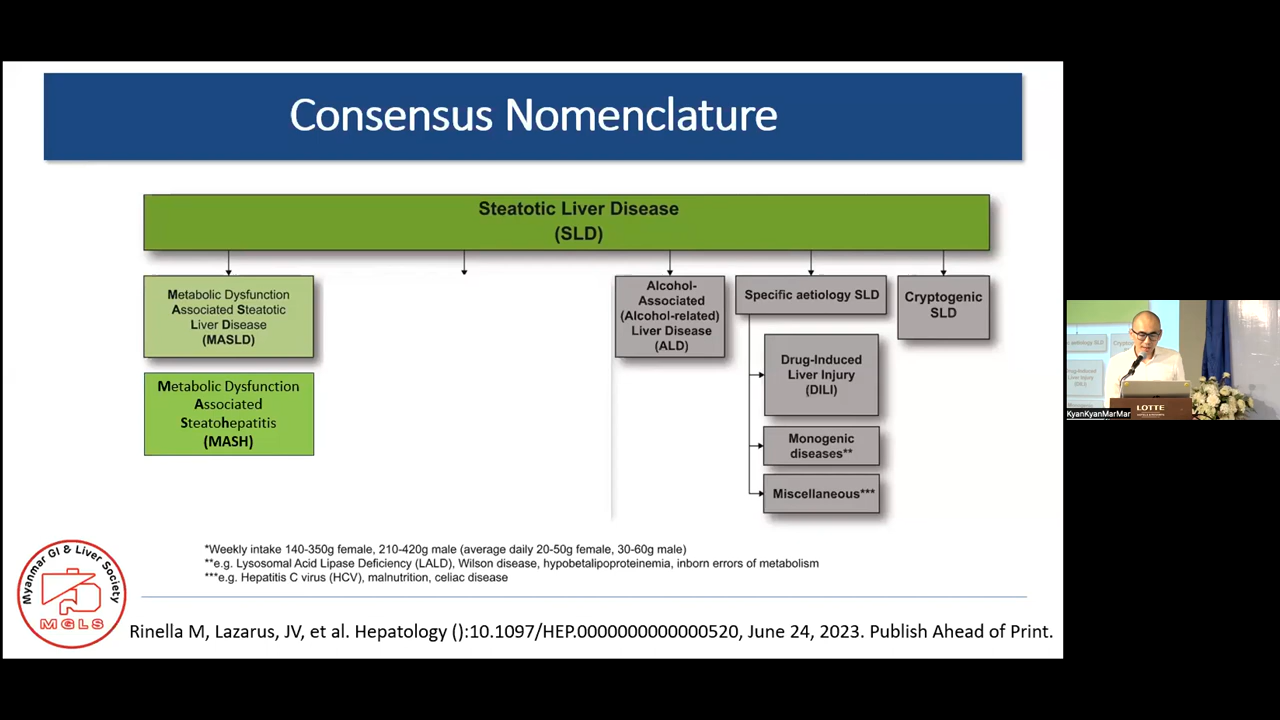 Consensus Nomenclature
Steatotic Liver Disease
(SLD)
Metabolic Dysfunction
Associated Steatotic
Liver Disease
(MASLD)
Metabolic Dysfunction
Associated
Steatohepatitis
(MASH)
Alcohol-
Associated
(Alcohol-related)
Liver Disease
(ALD)
Specific aetiology SLD
Drug-Induced
Liver Injury
(DILI)
Monogenic
diseases**
Miscellaneous***
Cryptogenic
SLD
*Weekly intake 140-350g female, 210-420g male (average daily 20-50g female, 30-60g male)
**e.g. Lysosomal Acid Lipase Deficiency (LALD), Wilson disease, hypobetalipoproteinemia, inborn errors of metabolism
***e.g. Hepatitis C virus (HCV), malnutrition, celiac disease
Myanmar GI & Liver Society
MGLS
Rinella M, Lazarus, JV, et al. Hepatology ():10.1097/HEP.0000000000000520, June 24, 2023. Publish Ahead of Print.
LOTTE
KyanKyanMarMar